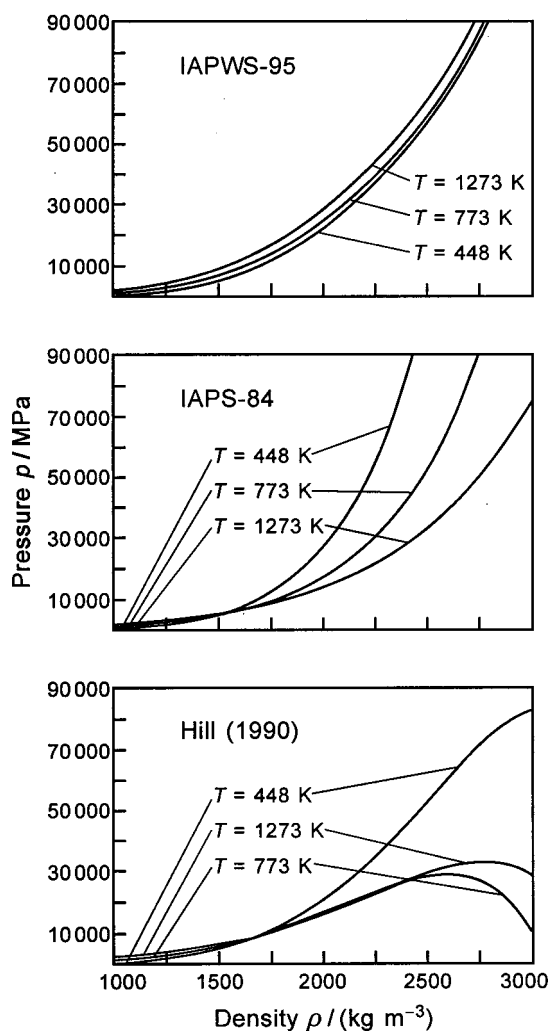 90 000
IAPWS-95
70 000
50 000
T = 1273 K
30 000
T = 773 K
T = 448 K
10 000
90 000
IAPS-84
70 000
T = 448 K
50 000
T = 773 K
30 000
T = 1273 K
10 000
Pressure p / MPa
90 000
Hill (1990)
70 000
T = 448 K
50 000
T = 1273 K
30 000
T = 773 K
10 000
1000 1500 2000 2500 3000
Density ρ / (kg m⁻³)